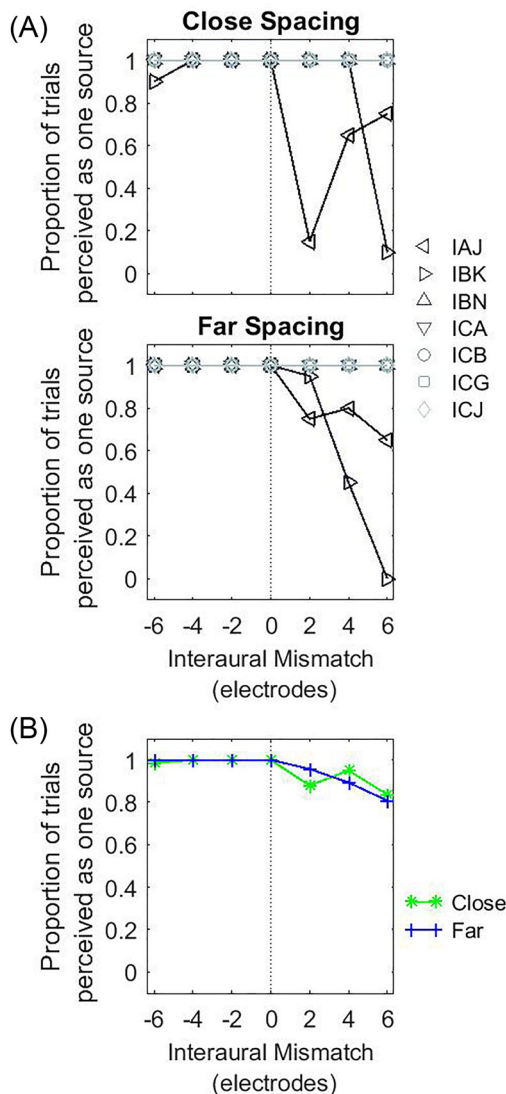 (A)
Close Spacing
Proportion of trials
perceived as one source
1
0.8
0.6
0.4
0.2
0
IAJ
IBK
IBN
ICA
ICB
ICG
ICJ
Far Spacing
Proportion of trials
perceived as one source
1
0.8
0.6
0.4
0.2
0
-6 -4 -2 0 2 4 6
Interaural Mismatch
(electrodes)
(B)
Proportion of trials
perceived as one source
1
0.8
0.6
0.4
0.2
0
Close
Far
-6 -4 -2 0 2 4 6
Interaural Mismatch
(electrodes)